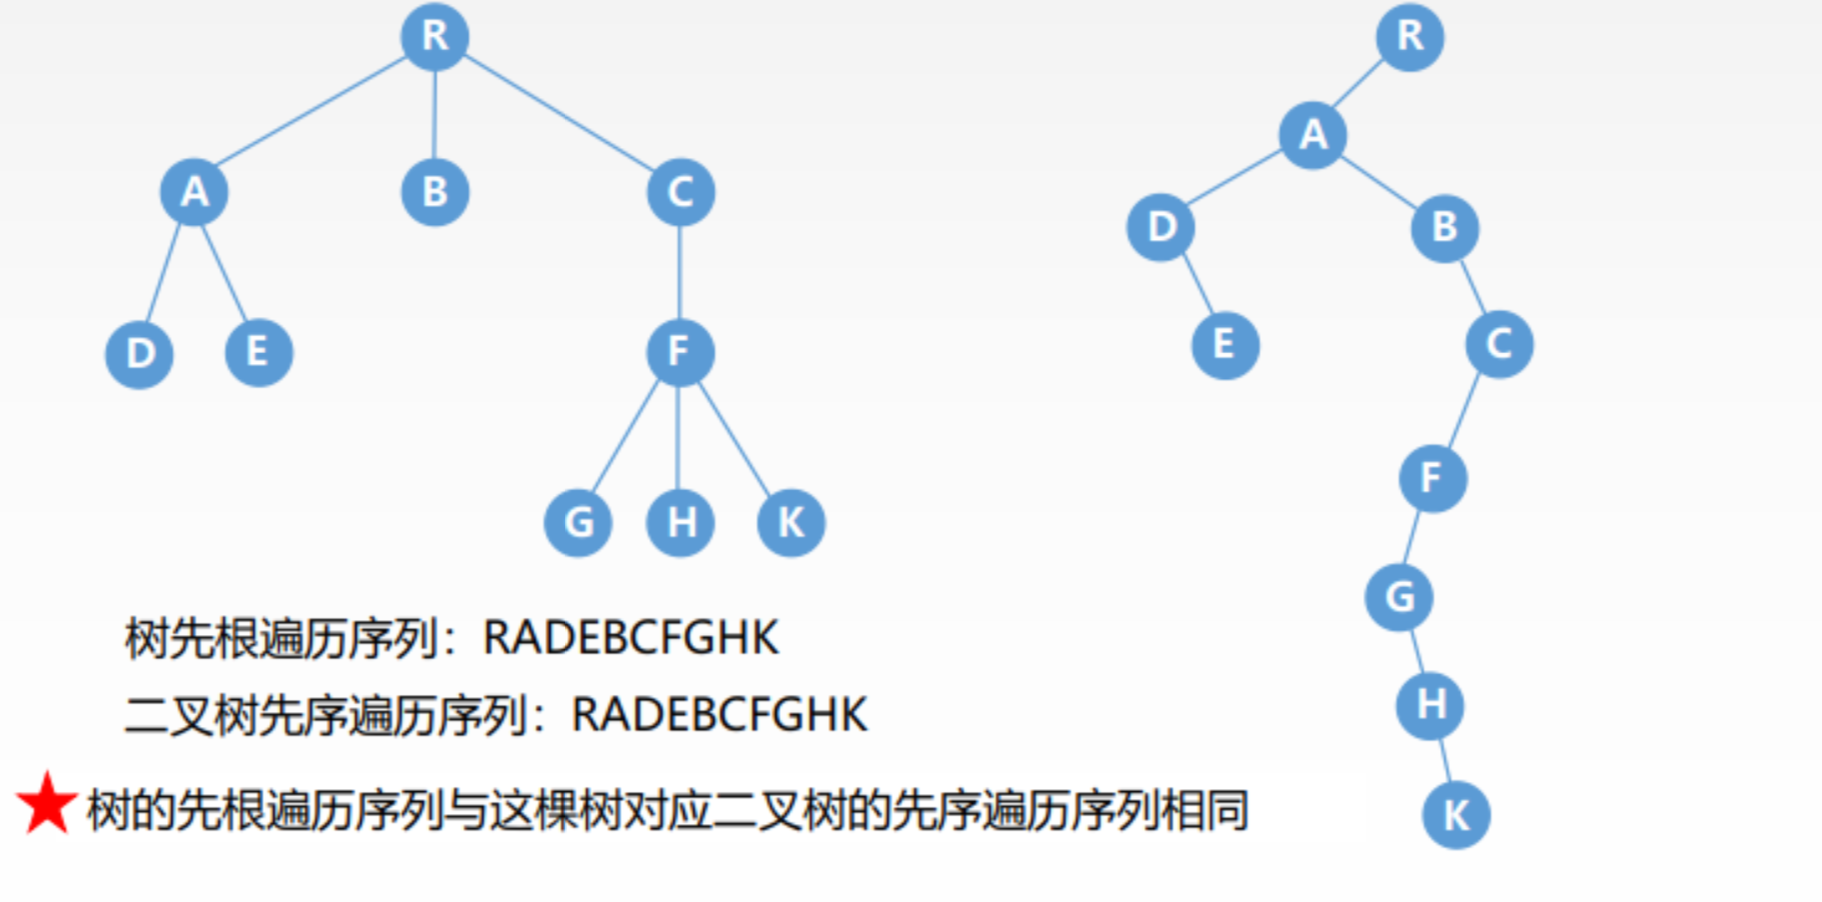 R R
A
A B C
D B
D E F
E C
F
G H K
G
树先根遍历序列：RADEBCFGHK
二叉树先序遍历序列：RADEBCFGHK
H
树的先根遍历序列与这棵树对应二叉树的先序遍历序列相同
K